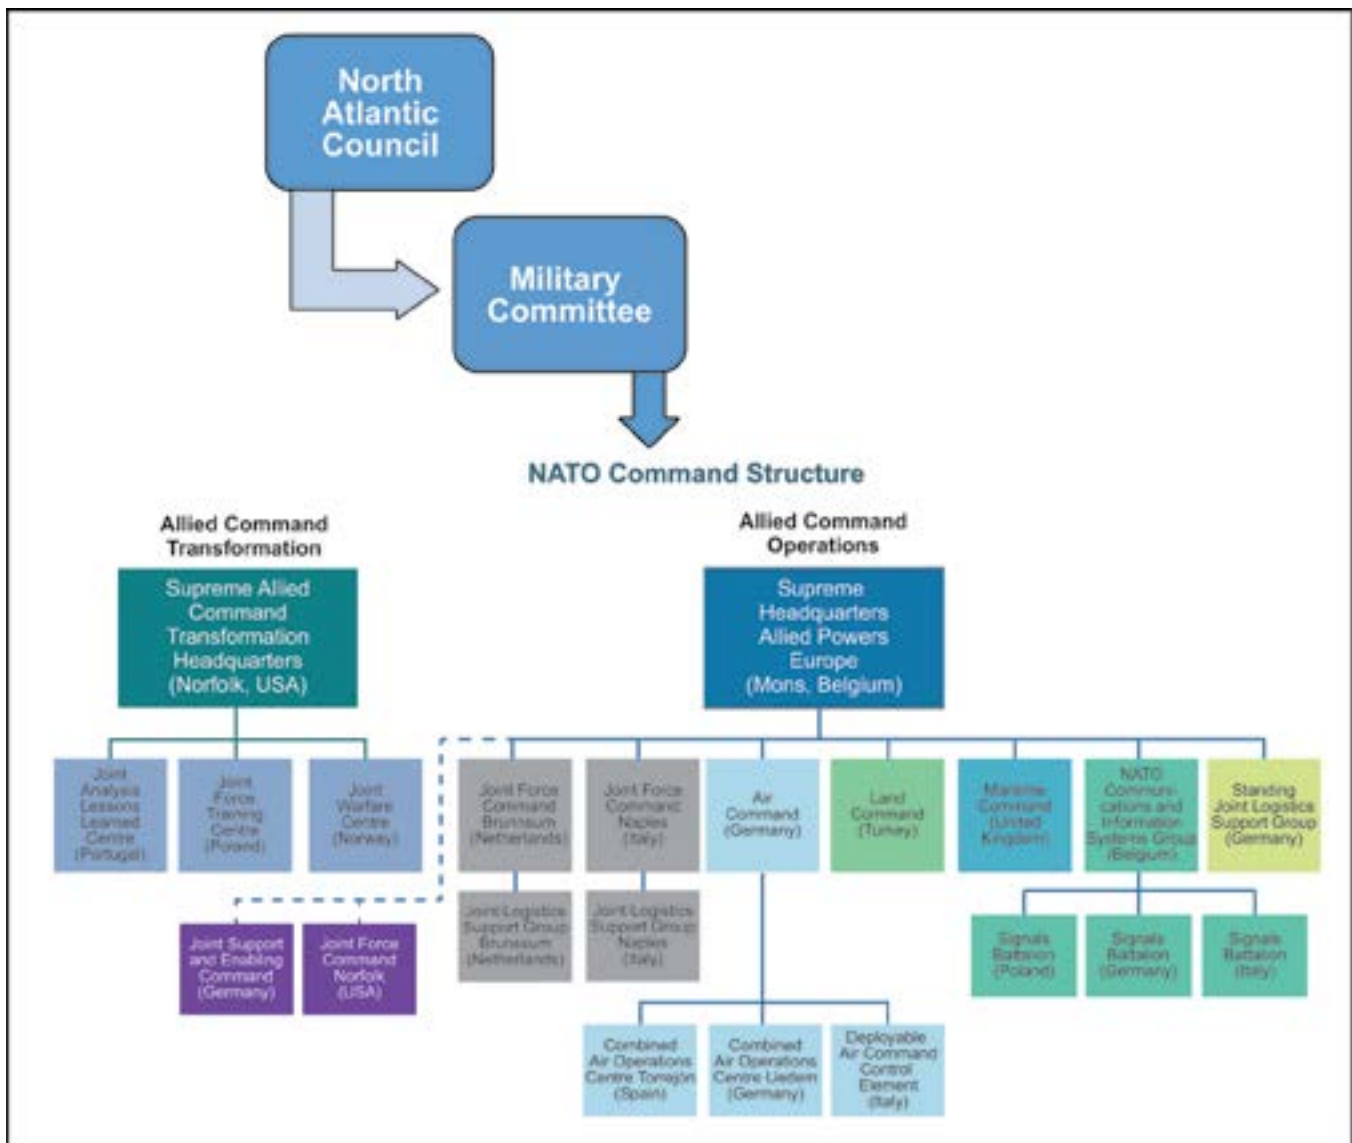 North
Atlantic
Council
Military
Committee
NATO Command Structure
Allied Command
Transformation
Allied Command
Operations
Supreme Allied
Command
Transformation
Headquarters
(Norfolk, USA)
Supreme
Headquarters
Allied Powers
Europe
(Mons, Belgium)
Joint
Analysis
Lessons
Learned
Centre
(Portugal)
Joint
Force
Training
Centre
(Poland)
Joint
Warfare
Centre
(Norway)
Joint Force
Command
Brunnsum
(Netherlands)
Joint Force
Command
Naples
(Italy)
Air
Command
(Germany)
Land
Command
(Turkey)
Maritime
Command
(United
Kingdom)
NATO
Communi-
cations and
Information
Systems Group
(Belgium)
Standing
Joint Logistics
Support Group
(Germany)
Joint Support
and Enabling
Command
(Germany)
Joint Force
Command
Norfolk
(USA)
Joint Logistics
Support Group
Brunssum
(Netherlands)
Joint Logistics
Support Group
Naples
(Italy)
Signals
Battalion
(Poland)
Signals
Battalion
(Germany)
Signals
Battalion
(Italy)
Combined
Air Operations
Centre Torrejón
(Spain)
Combined
Air Operations
Centre Uedem
(Germany)
Deployable
Air Command
Control
Element
(Italy)